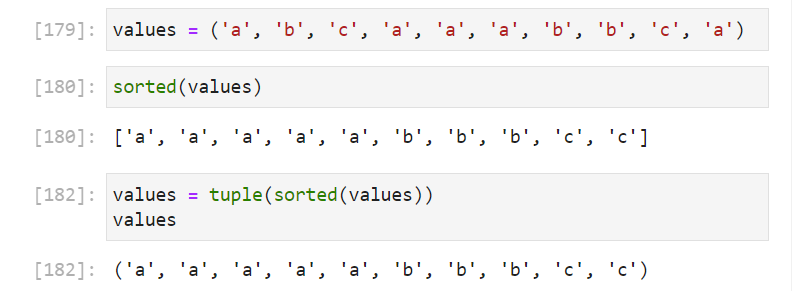 [179]: values = ('a', 'b', 'c', 'a', 'a', 'a', 'b', 'b', 'c', 'a')
[180]: sorted(values)
[180]: ['a', 'a', 'a', 'a', 'a', 'b', 'b', 'b', 'c', 'c']
[182]: values = tuple(sorted(values))
values
[182]: ('a', 'a', 'a', 'a', 'a', 'b', 'b', 'b', 'c', 'c')